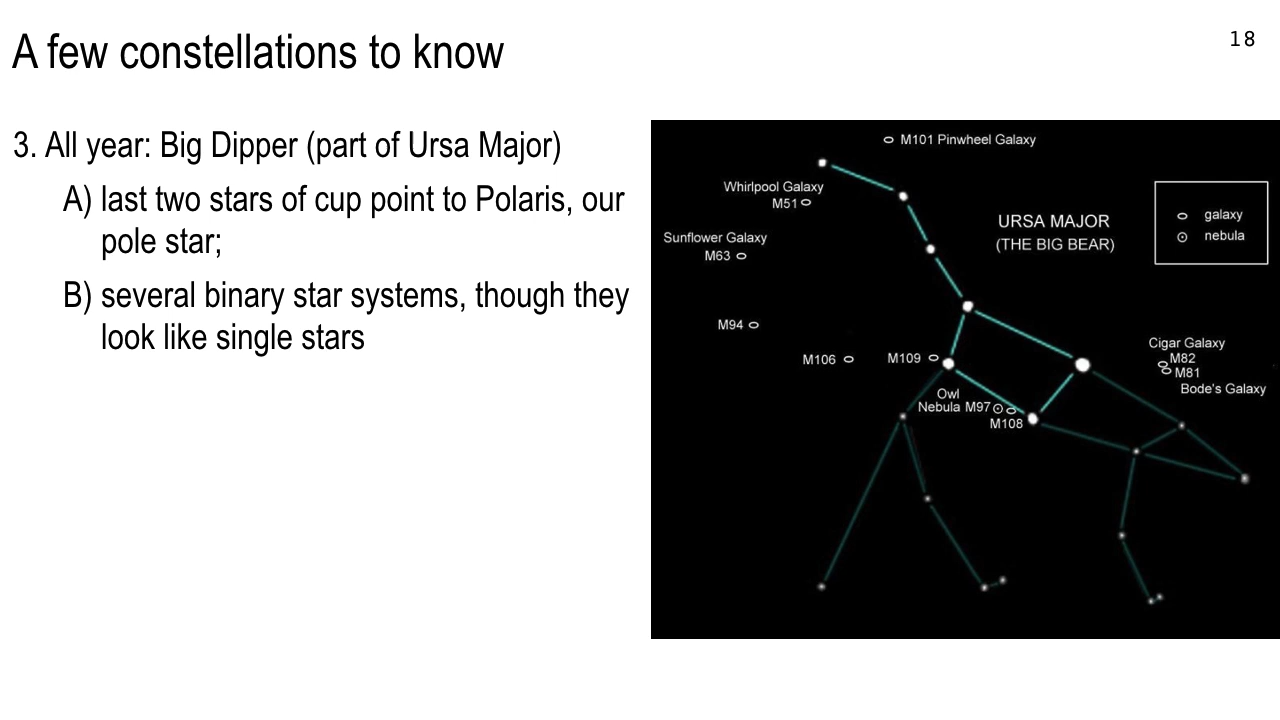 A few constellations to know
18
3. All year: Big Dipper (part of Ursa Major)
A) last two stars of cup point to Polaris, our
pole star;
B) several binary star systems, though they
look like single stars
M101 Pinwheel Galaxy
Whirlpool Galaxy
M51
URSA MAJOR
(THE BIG BEAR)
galaxy
nebula
Sunflower Galaxy
M63
M94
M106
M109
Cigar Galaxy
M82
M81
Bode's Galaxy
Owl
Nebula M97
M108